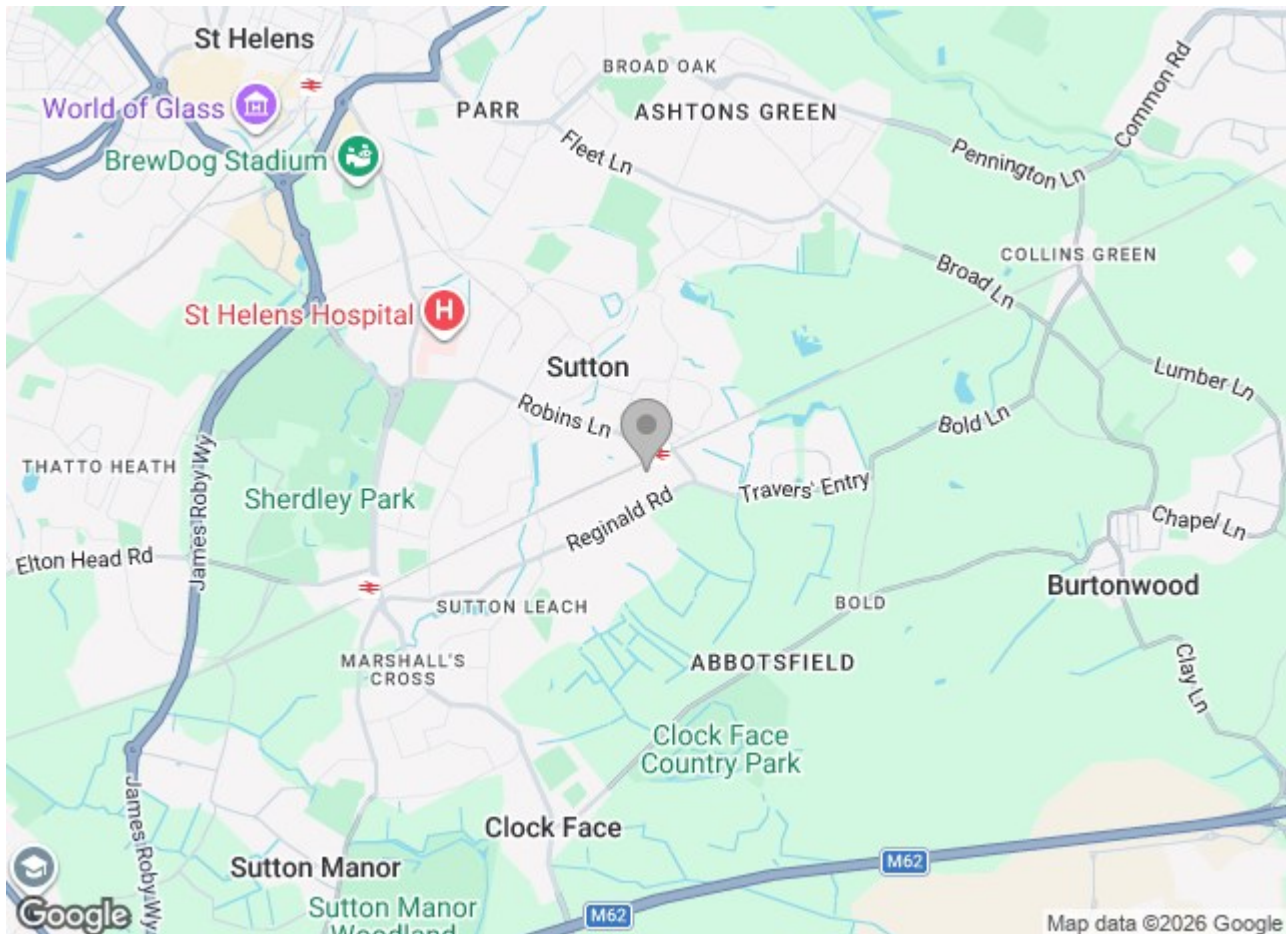 St Helens
World of Glass
BrewDog Stadium
PARR
BROAD OAK
ASHTONS GREEN
Common Rd
Fleet Ln
Pennington Ln
COLLINS GREEN
Broad Ln
St Helens Hospital
H
Sutton
Robins Ln
Lumber Ln
Bold Ln
James Roby Wy
THATTO HEATH
Sherdley Park
Travers' Entry
Reginald Rd
Chapel Ln
Elton Head Rd
Burtonwood
SUTTON LEACH
BOLD
MARSHALL'S
CROSS
ABBOTSFIELD
Clay Ln
Clock Face
Country Park
James Roby Wy
Clock Face
Sutton Manor
M62
Sutton Manor
Woodland
M62
Google
Map data ©2026 Google